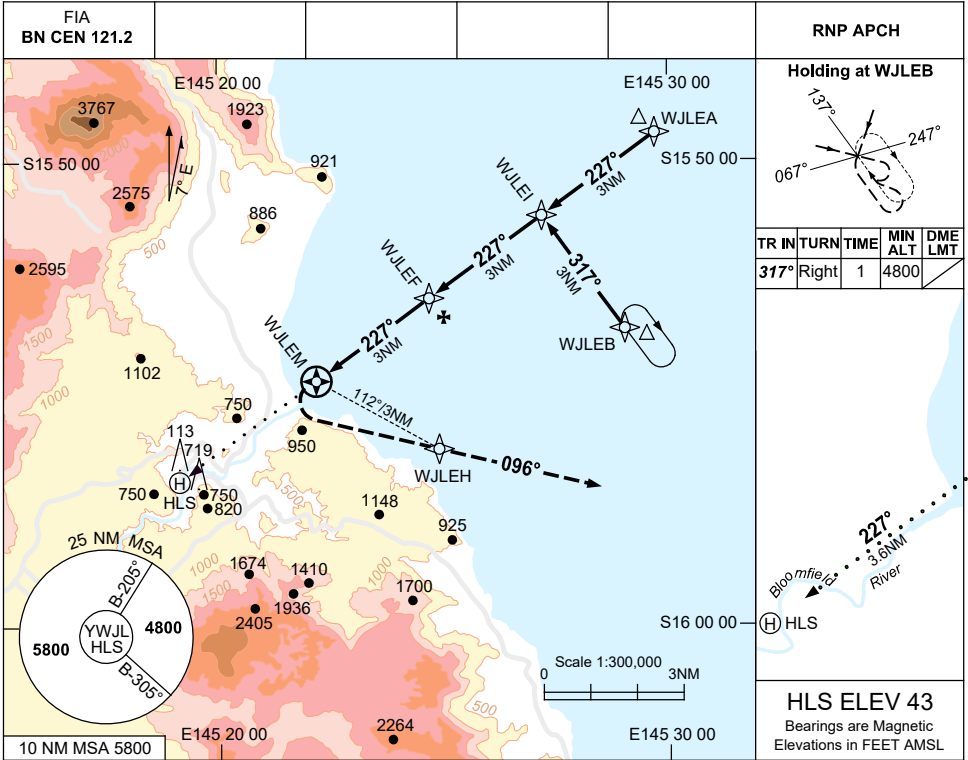 FIA
BN CEN 121.2
RNP APCH
E145 20 00
E145 30 00
3767
1923
WJLEA
S15 50 00
S15 50 00
2000
7° E
921
WJLEI
227°
3NM
2575
886
500
2595
WJLEF
227°
3NM
317°
3NM
WJLEB
1500
WJLEM
227°
3NM
1102
1000
112°/3NM
750
950
113
719
WJLEH
096°
H
HLS
750
750
820
500
1148
925
25 NM MSA
B-205°
5800
YWJL
HLS
4800
B-305°
1000
1500
1674
1410
1936
2405
1000
1700
S16 00 00
Scale 1:300,000
0
3NM
500
2264
10 NM MSA 5800
E145 20 00
E145 30 00
Holding at WJLEB
137°
247°
067°
TR IN TURN TIME MIN ALT DME LMT
317° Right 1 4800
227°
3.6NM
Bloomfield
River
H HLS
HLS ELEV 43
Bearings are Magnetic
Elevations in FEET AMSL